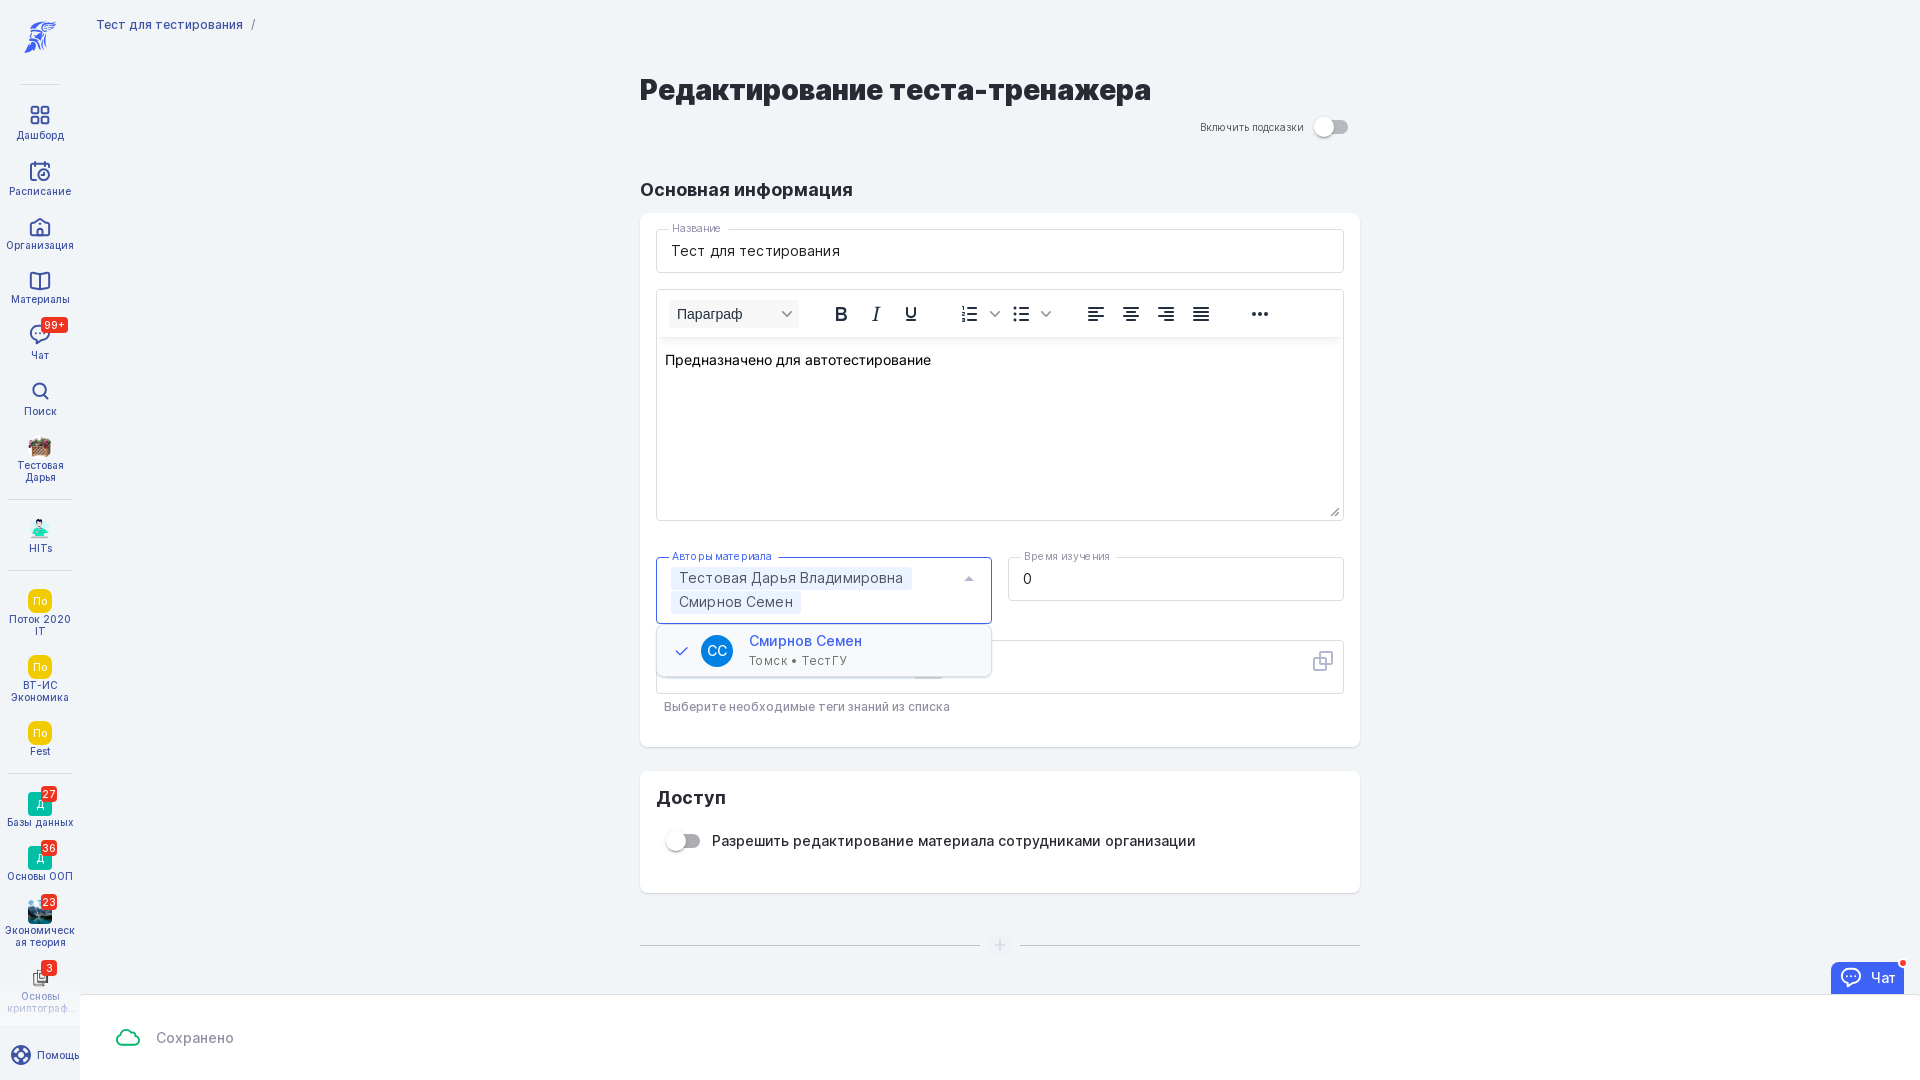 Тест для тестирования /
Редактирование теста-тренажера
Включить подсказки
Дашборд
Расписание
Организация
Материалы
99+
Чат
Поиск
Тестовая
Дарья
HITs
По
Поток 2020
IT
По
ВТ-ИС
Экономика
По
Fest
27
Д
Базы данных
36
Д
Основы ООП
23
Экономическ
ая теория
3
Основы
криптограф...
Помощь
Основная информация
Название
Тест для тестирования
Параграф
Предназначено для автотестирование
Авторы материала
Тестовая Дарья Владимировна
Смирнов Семен
Время изучения
0
СС
Смирнов Семен
Томск • ТестГУ
Выберите необходимые теги знаний из списка
Доступ
Разрешить редактирование материала сотрудниками организации
Чат
Сохранено